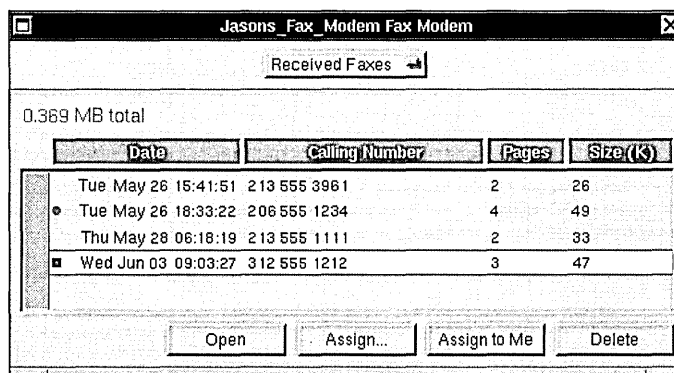 Jasons_Fax_Modem Fax Modem
Received Faxes
0.369 MB total
Date Calling Number Pages Size (K)
Tue May 26 15:41:51 213 555 3961 2 26
Tue May 26 18:33:22 206 555 1234 4 49
Thu May 28 06:18:19 213 555 1111 2 33
Wed Jun 03 09:03:27 312 555 1212 3 47
Open Assign... Assign to Me Delete